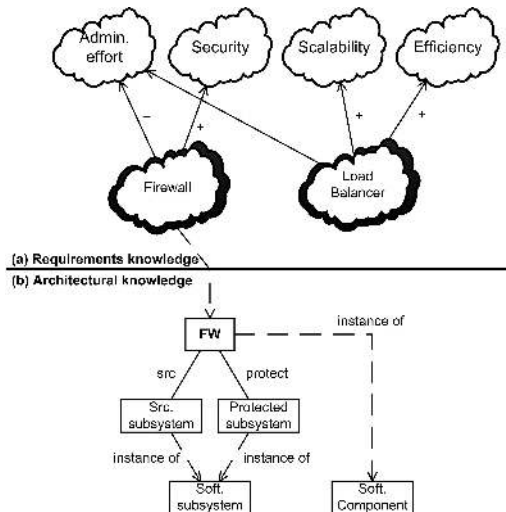 Admin. effort
Security
Scalability
Efficiency
−
+
+
+
Firewall
Load
Balancer
(a) Requirements knowledge
(b) Architectural knowledge
FW
instance of
src
protect
Src.
subsystem
Protected
subsystem
instance of
instance of
Soft.
subsystem
Soft.
Component